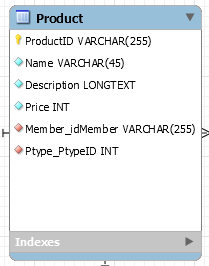 Product
ProductID VARCHAR(255)
Name VARCHAR(45)
Description LONGTEXT
Price INT
Member_idMember VARCHAR(255)
Ptype_PtypeID INT
Indexes